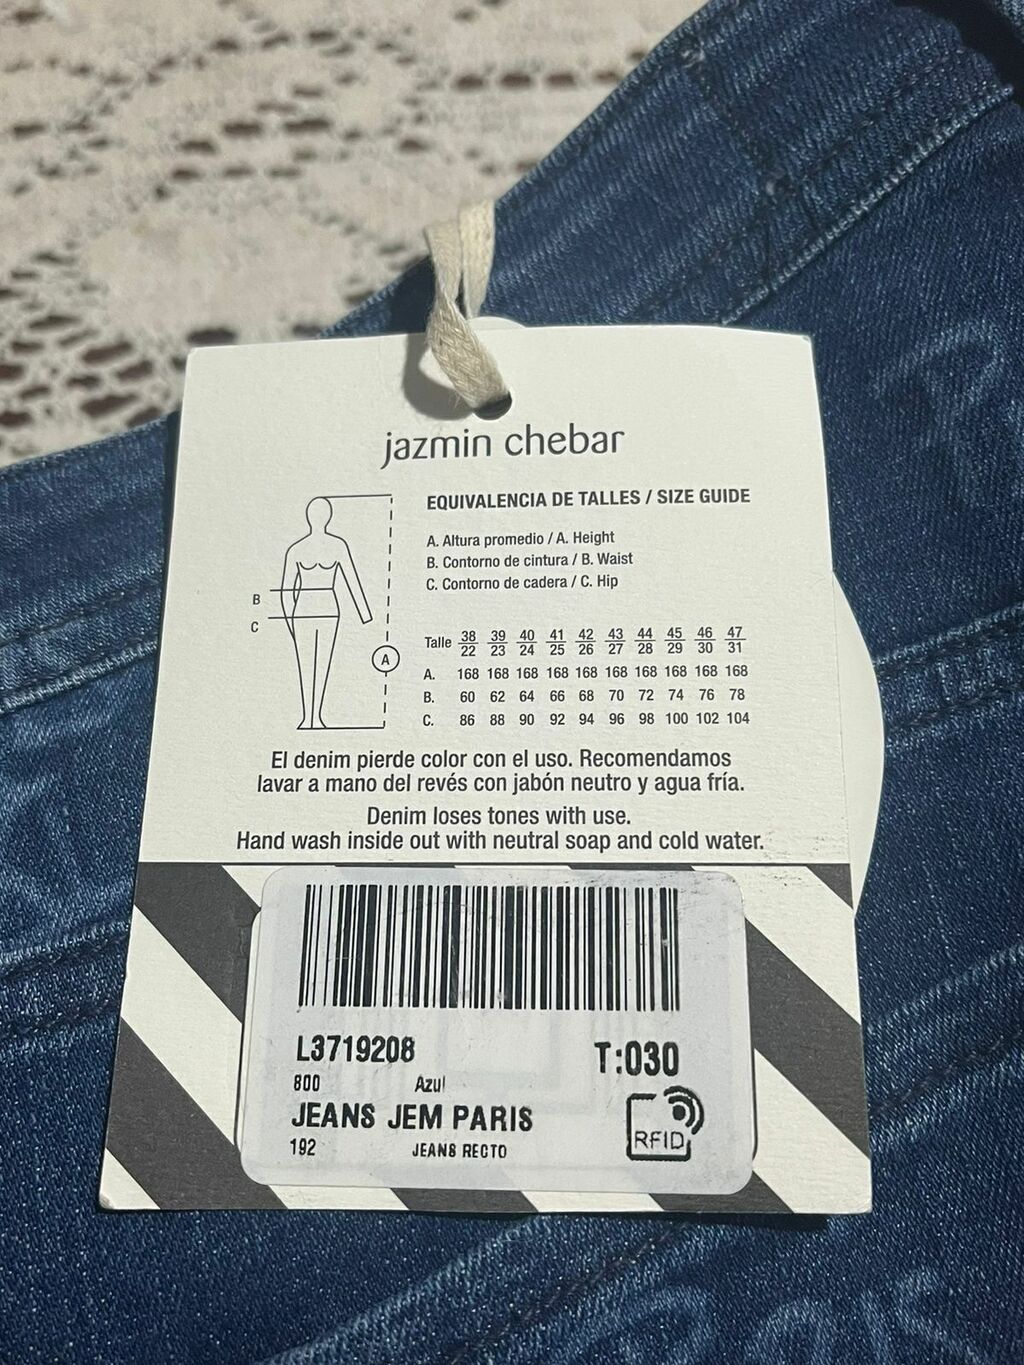 jazmin chebar
EQUIVALENCIA DE TALLES / SIZE GUIDE
A. Altura promedio / A. Height
B. Contorno de cintura / B. Waist
C. Contorno de cadera / C. Hip
B
C
A
Talle 38/22 39/23 40/24 41/25 42/26 43/27 44/28 45/29 46/30 47/31
A. 168 168 168 168 168 168 168 168 168 168
B. 60 62 64 66 68 70 72 74 76 78
C. 86 88 90 92 94 96 98 100 102 104
El denim pierde color con el uso. Recomendamos
lavar a mano del revés con jabón neutro y agua fría.
Denim loses tones with use.
Hand wash inside out with neutral soap and cold water.
L3719208 T:030
800 Azul
JEANS JEM PARIS
192 JEANS RECTO
RFID